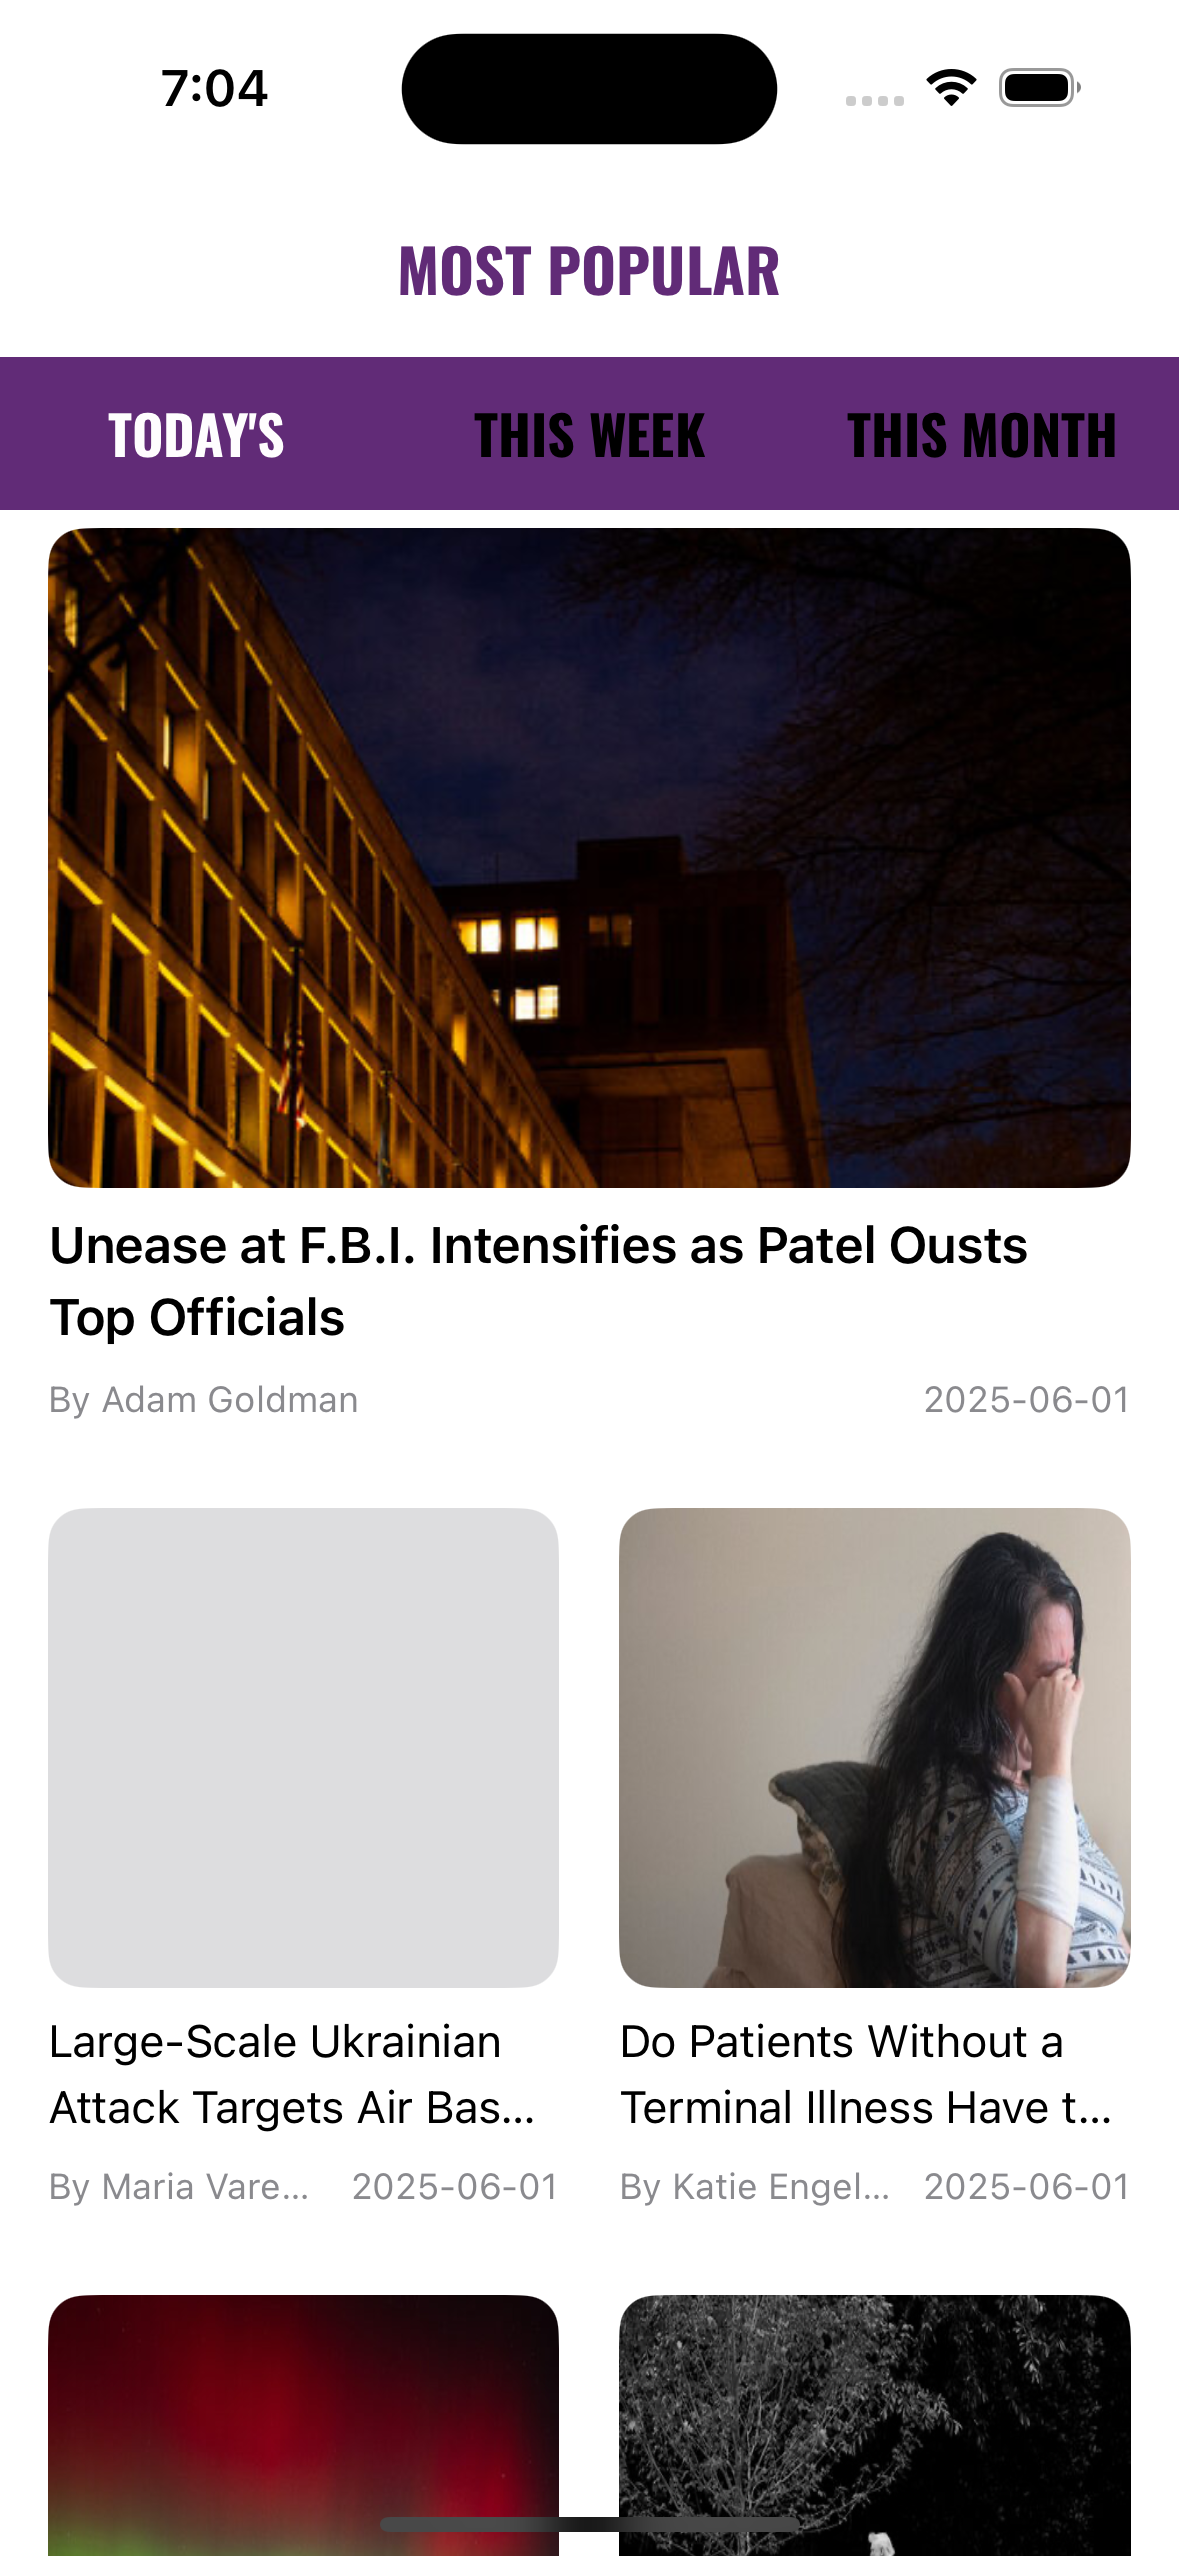 7:04
MOST POPULAR
TODAY'S
THIS WEEK
THIS MONTH
Unease at F.B.I. Intensifies as Patel Ousts
Top Officials
By Adam Goldman
2025-06-01
Large-Scale Ukrainian
Attack Targets Air Bas...
By Maria Vare...
2025-06-01
Do Patients Without a
Terminal Illness Have t...
By Katie Engel...
2025-06-01